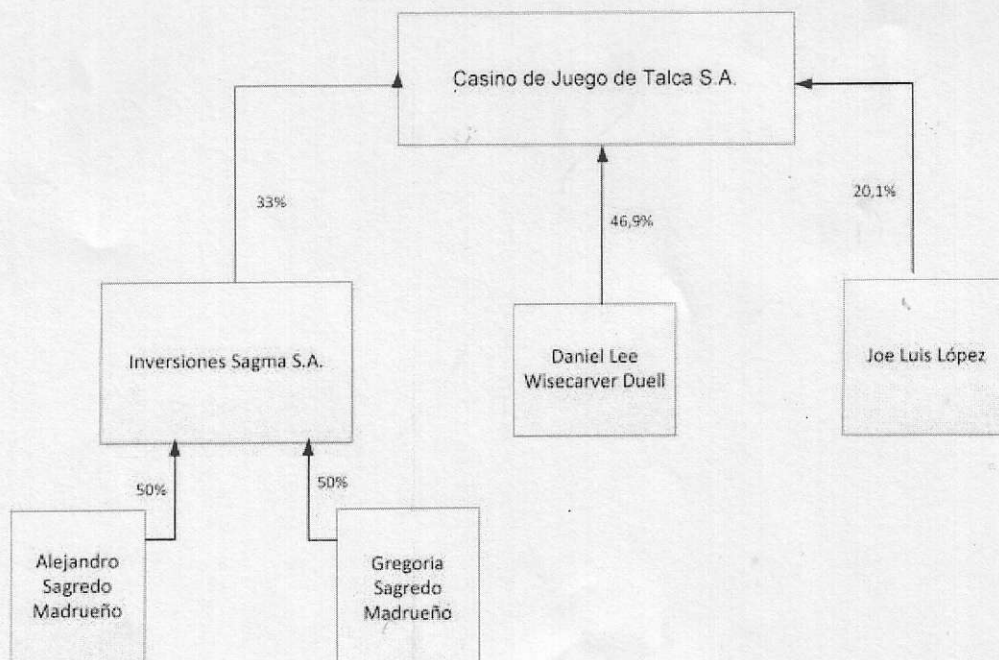 Casino de Juego de Talca S.A.
33%
46,9%
20,1%
Inversiones Sagma S.A.
Daniel Lee
Wisecarver Duell
Joe Luis López
50%
50%
Alejandro
Sagredo
Madrueño
Gregoria
Sagredo
Madrueño